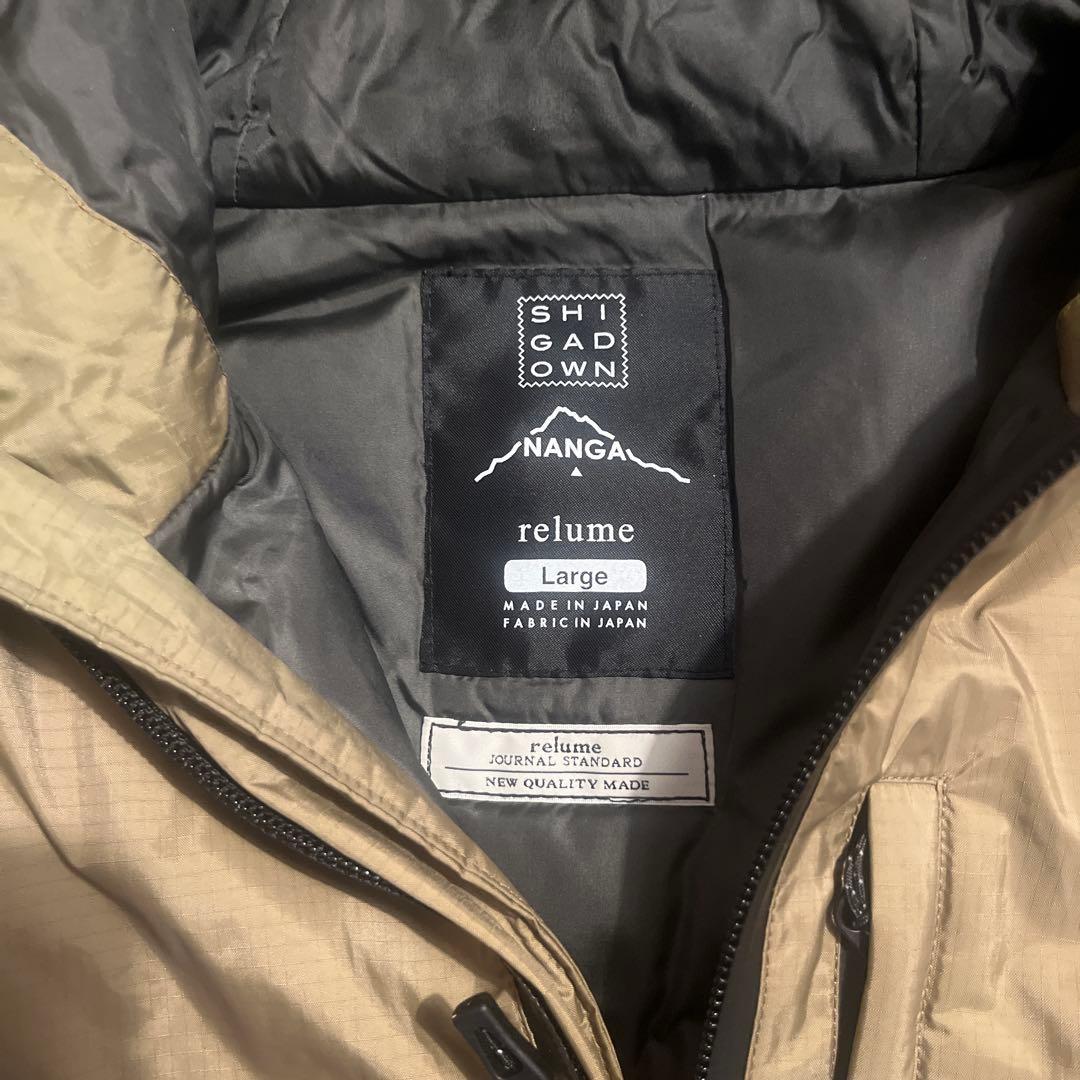 SHI
GAD
OWN
NANGA
relume
Large
MADE IN JAPAN
FABRIC IN JAPAN
relume
JOURNAL STANDARD
NEW QUALITY MADE